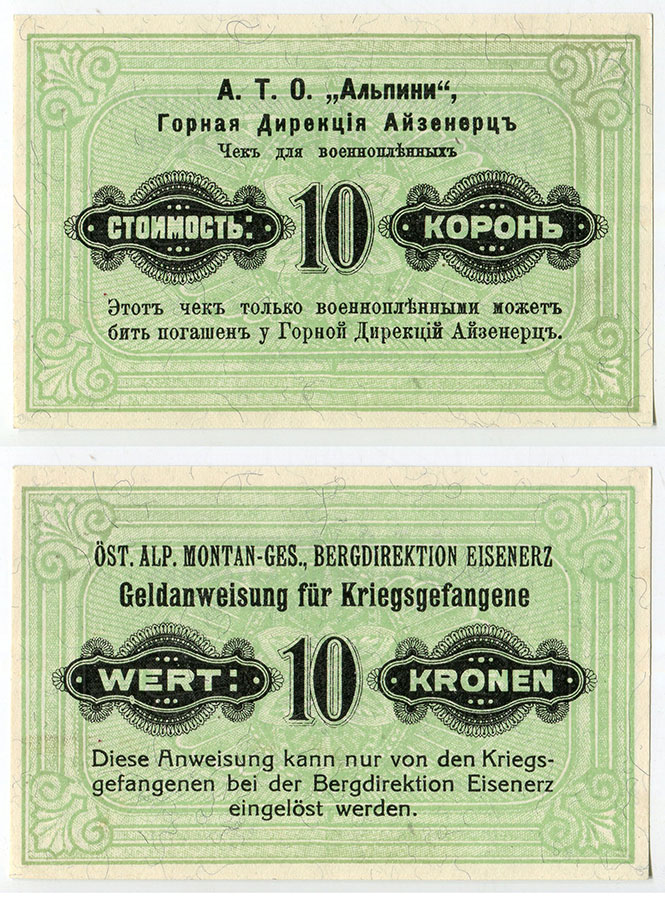 А. Т. О. „Альпини“,
Горная Дирекція Айзенерцъ
Чекъ для военноплѣнныхъ
СТОИМОСТЬ: 10 КОРОНЪ
Этотъ чекъ только военноплѣнными можетъ
бить погашенъ у Горной Дирекцій Айзенерцъ.
ÖST. ALP. MONTAN-GES., BERGDIREKTION EISENERZ
Geldanweisung für Kriegsgefangene
WERT: 10 KRONEN
Diese Anweisung kann nur von den Kriegs-
gefangenen bei der Bergdirektion Eisenerz
eingelöst werden.